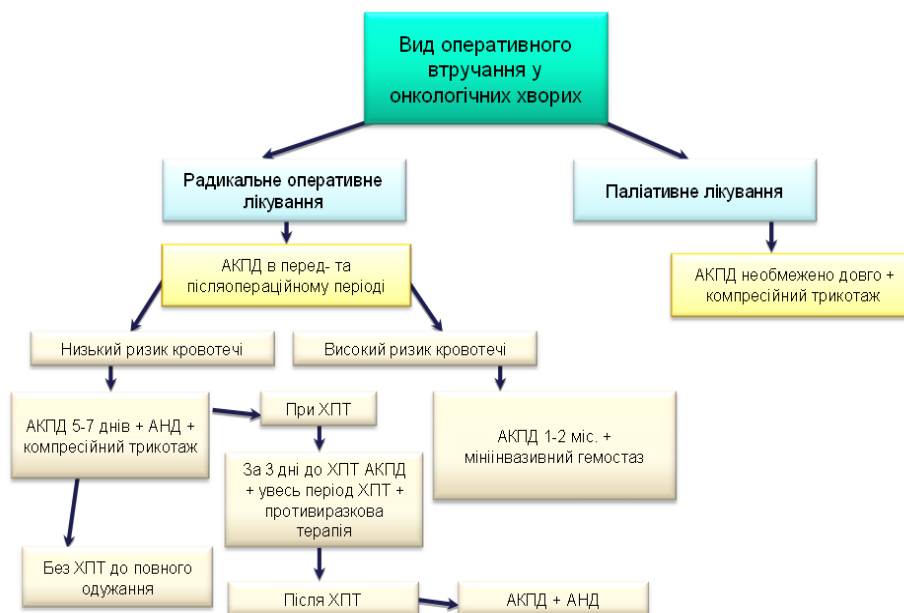 Вид оперативного
втручання у
онкологічних хворих
Радикальне оперативне
лікування
Паліативне лікування
АКПД в перед- та
післяопераційному періоді
АКПД необмежено довго +
компресійний трикотаж
Низький ризик кровотечі
Високий ризик кровотечі
АКПД 5-7 днів + АНД +
компресійний трикотаж
При ХПТ
АКПД 1-2 міс. +
мініінвазивний гемостаз
За 3 дні до ХПТ АКПД
+ увесь період ХПТ +
противиразкова
терапія
Без ХПТ до повного
одужання
Після ХПТ
АКПД + АНД